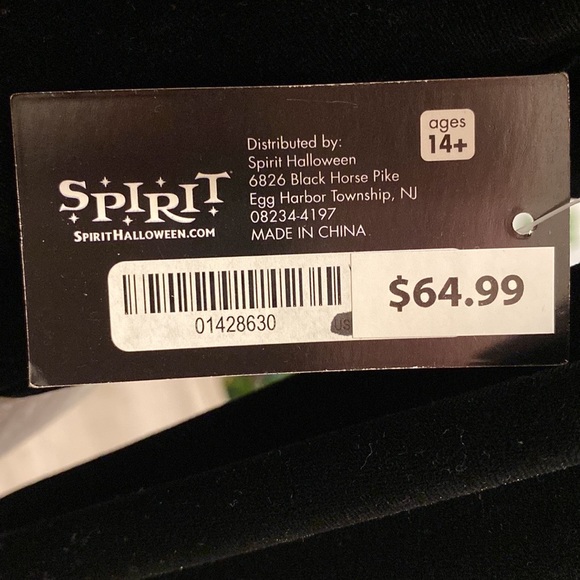 SPIRIT
SPIRITHALLOWEEN.COM
Distributed by:
Spirit Halloween
6826 Black Horse Pike
Egg Harbor Township, NJ
08234-4197
MADE IN CHINA
ages
14+
01428630
US
$64.99